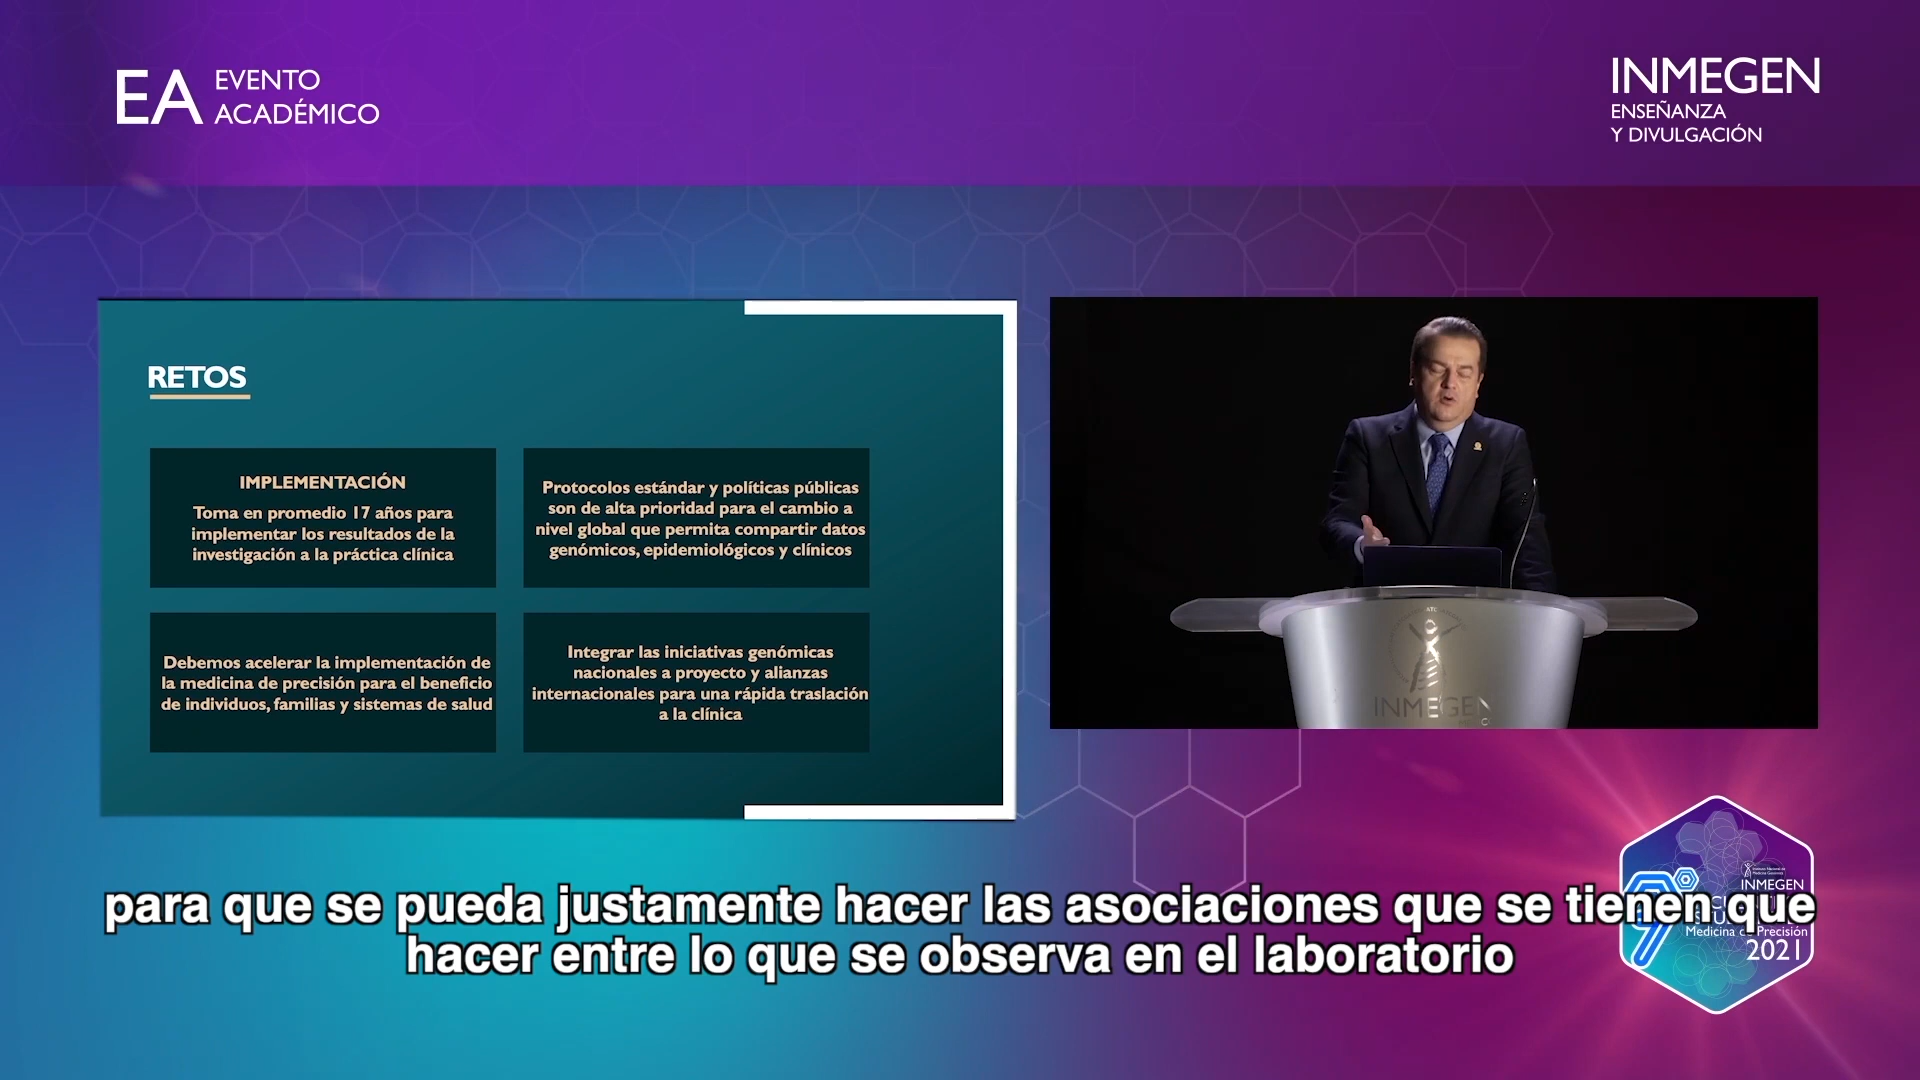 EA EVENTO
ACADÉMICO
INMEGEN
ENSEÑANZA
Y DIVULGACIÓN
RETOS
IMPLEMENTACIÓN
Toma en promedio 17 años para
implementar los resultados de la
investigación a la práctica clínica
Protocolos estándar y políticas públicas
son de alta prioridad para el cambio a
nivel global que permita compartir datos
genómicos, epidemiológicos y clínicos
Debemos acelerar la implementación de
la medicina de precisión para el beneficio
de individuos, familias y sistemas de salud
Integrar las iniciativas genómicas
nacionales a proyecto y alianzas
internacionales para una rápida traslación
a la clínica
INMEGEN
para que se pueda justamente hacer las asociaciones que se tienen que
hacer entre lo que se observa en el laboratorio
9
INMEGEN
Medicina de Precisión
2021